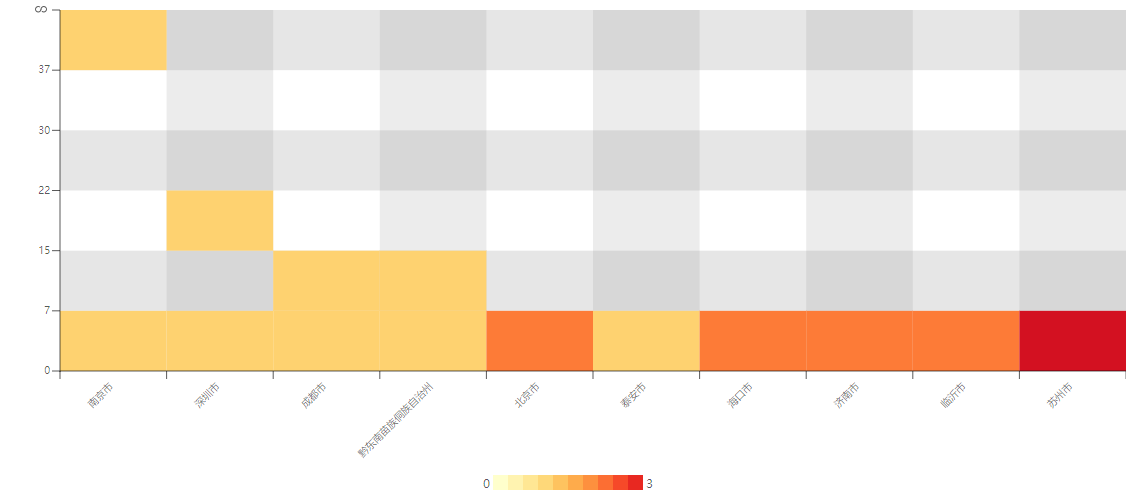 ∞
37
30
22
15
7
0
南京市
深圳市
成都市
黔东南苗族侗族自治州
北京市
泰安市
海口市
济南市
临沂市
苏州市
0 3